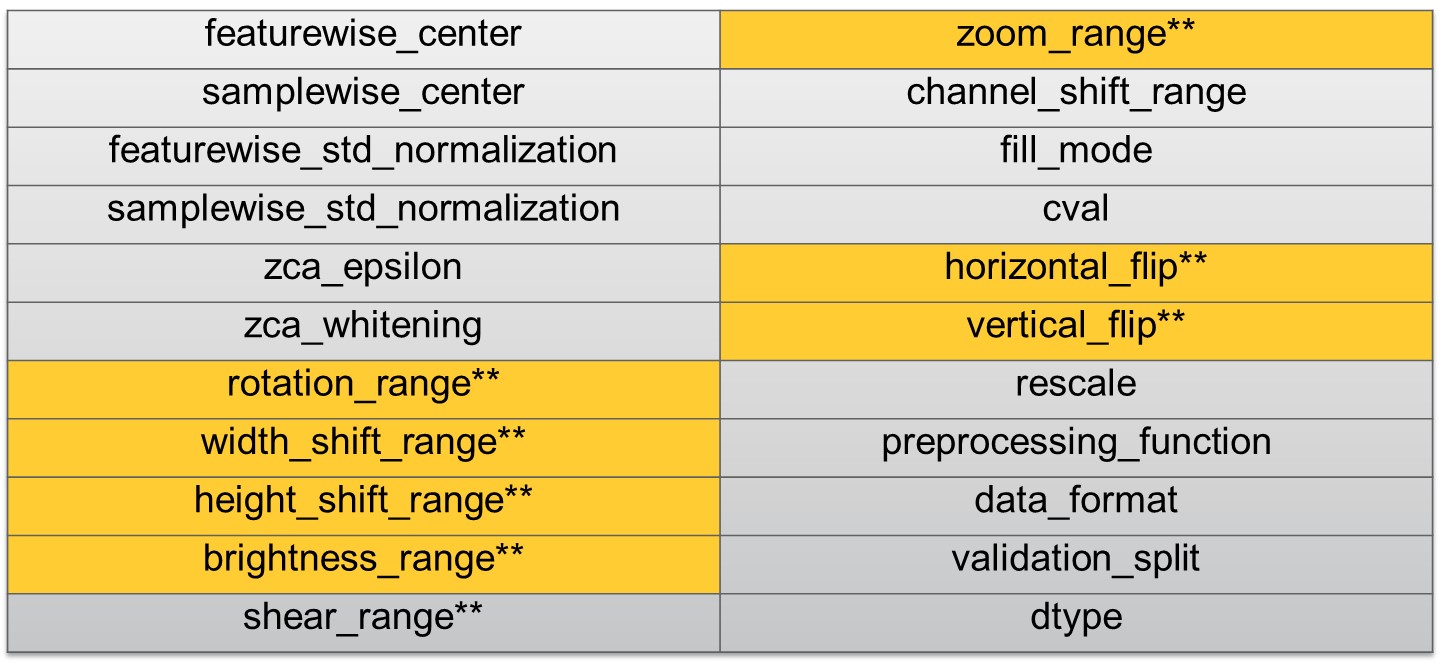 featurewise_center zoom_range**
samplewise_center channel_shift_range
featurewise_std_normalization fill_mode
samplewise_std_normalization cval
zca_epsilon horizontal_flip**
zca_whitening vertical_flip**
rotation_range** rescale
width_shift_range** preprocessing_function
height_shift_range** data_format
brightness_range** validation_split
shear_range** dtype